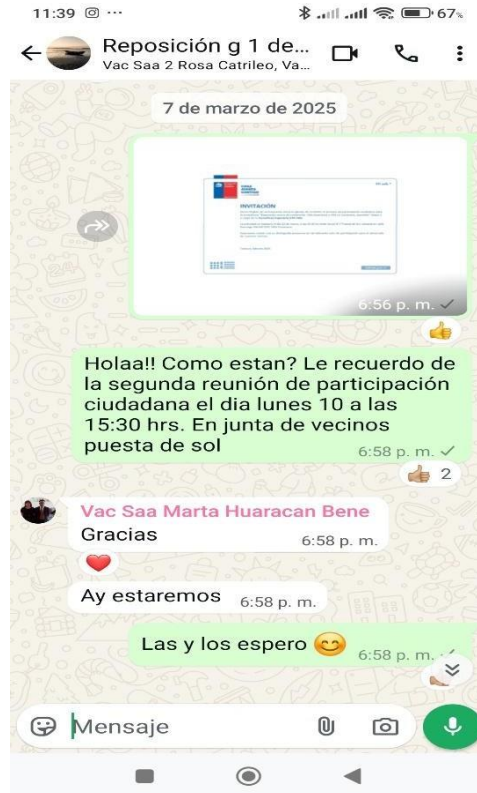 11:39
67%
Reposición g 1 de...
Vac Saa 2 Rosa Catrileo, Va...
7 de marzo de 2025
INVITACIÓN
6:56 p. m.
Holaa!! Como estan? Le recuerdo de
la segunda reunión de participación
ciudadana el dia lunes 10 a las
15:30 hrs. En junta de vecinos
puesta de sol
6:58 p. m.
2
Vac Saa Marta Huaracan Bene
Gracias
6:58 p. m.
Ay estaremos
6:58 p. m.
Las y los espero
6:58 p. m.
Mensaje